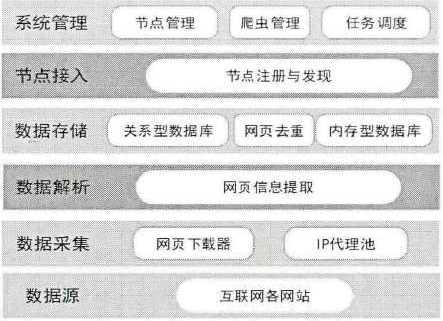 系统管理 节点管理 爬虫管理 任务调度
节点接入 节点注册与发现
数据存储 关系型数据库 网页去重 内存型数据库
数据解析 网页信息提取
数据采集 网页下载器 IP代理池
数据源 互联网各网站